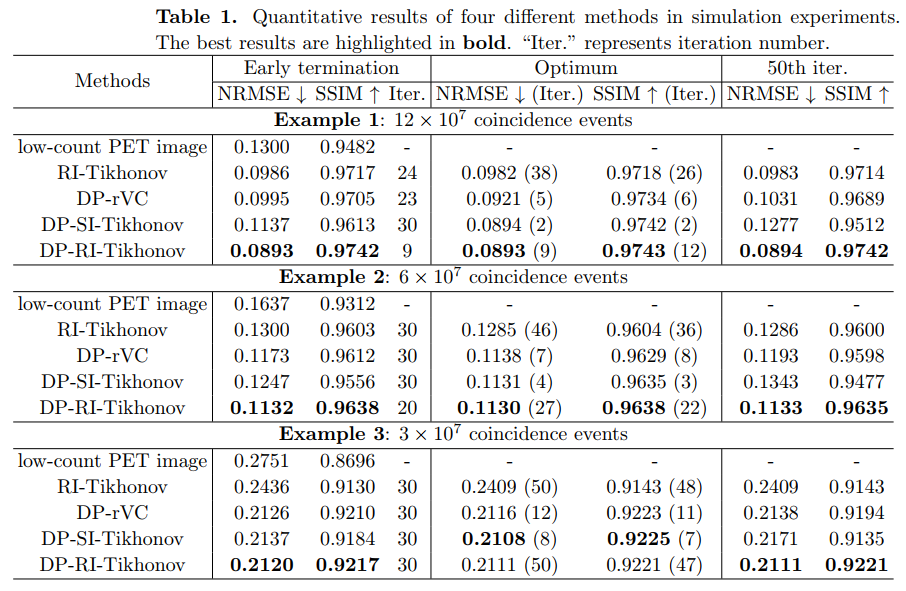 Table 1. Quantitative results of four different methods in simulation experiments.
The best results are highlighted in bold. “Iter.” represents iteration number.
Methods Early termination Optimum 50th iter.
NRMSE ↓ SSIM ↑ Iter. NRMSE ↓ (Iter.) SSIM ↑ (Iter.) NRMSE ↓ SSIM ↑
Example 1: 12 × 10⁷ coincidence events
low-count PET image 0.1300 0.9482 - - - - -
RI-Tikhonov 0.0986 0.9717 24 0.0982 (38) 0.9718 (26) 0.0983 0.9714
DP-rVC 0.0995 0.9705 23 0.0921 (5) 0.9734 (6) 0.1031 0.9689
DP-SI-Tikhonov 0.1137 0.9613 30 0.0894 (2) 0.9742 (2) 0.1277 0.9512
DP-RI-Tikhonov 0.0893 0.9742 9 0.0893 (9) 0.9743 (12) 0.0894 0.9742
Example 2: 6 × 10⁷ coincidence events
low-count PET image 0.1637 0.9312 - - - - -
RI-Tikhonov 0.1300 0.9603 30 0.1285 (46) 0.9604 (36) 0.1286 0.9600
DP-rVC 0.1173 0.9612 30 0.1138 (7) 0.9629 (8) 0.1193 0.9598
DP-SI-Tikhonov 0.1247 0.9556 30 0.1131 (4) 0.9635 (3) 0.1343 0.9477
DP-RI-Tikhonov 0.1132 0.9638 20 0.1130 (27) 0.9638 (22) 0.1133 0.9635
Example 3: 3 × 10⁷ coincidence events
low-count PET image 0.2751 0.8696 - - - - -
RI-Tikhonov 0.2436 0.9130 30 0.2409 (50) 0.9143 (48) 0.2409 0.9143
DP-rVC 0.2126 0.9210 30 0.2116 (12) 0.9223 (11) 0.2138 0.9194
DP-SI-Tikhonov 0.2137 0.9184 30 0.2108 (8) 0.9225 (7) 0.2171 0.9135
DP-RI-Tikhonov 0.2120 0.9217 30 0.2111 (50) 0.9221 (47) 0.2111 0.9221